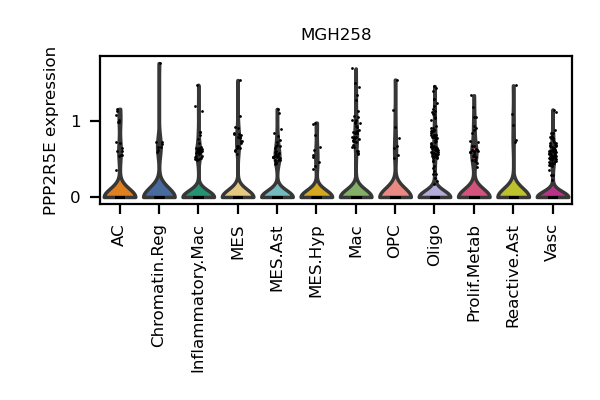 MGH258
PPP2R5E expression
1
0
AC
Chromatin.Reg
Inflammatory.Mac
MES
MES.Ast
MES.Hyp
Mac
OPC
Oligo
Prolif.Metab
Reactive.Ast
Vasc